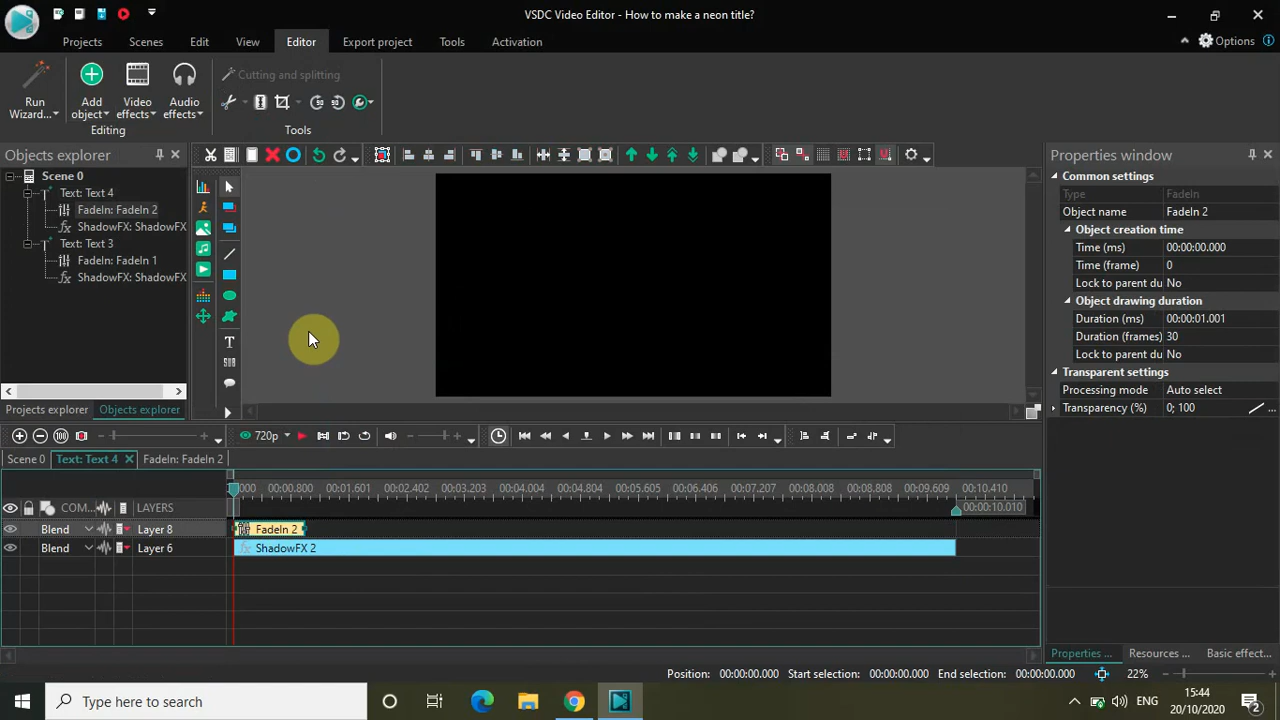 VSDC Video Editor - How to make a neon title?
Projects
Scenes
Edit
View
Editor
Export project
Tools
Activation
Options
Run Wizard...
Add object
Video effects
Audio effects
Cutting and splitting
Editing
Tools
Objects explorer
Scene 0
Text: Text 4
FadeIn: FadeIn 2
ShadowFX: ShadowFX
Text: Text 3
FadeIn: FadeIn 1
ShadowFX: ShadowFX
Projects explorer
Objects explorer
Properties window
Common settings
Type FadeIn
Object name FadeIn 2
Object creation time
Time (ms) 00:00:00.000
Time (frame) 0
Lock to parent du No
Object drawing duration
Duration (ms) 00:00:01.001
Duration (frames) 30
Lock to parent du No
Transparent settings
Processing mode Auto select
Transparency (%) 0; 100 ...
720p
Scene 0
Text: Text 4
FadeIn: FadeIn 2
000 00:00.800 00:01.601 00:02.402 00:03.203 00:04.004 00:04.804 00:05.605 00:06.406 00:07.207 00:08.008 00:08.808 00:09.609 00:10.410
COM... LAYERS
00:00:10.010
Blend Layer 8 FadeIn 2
Blend Layer 6 ShadowFX 2
Properties ...
Resources ...
Basic effect...
Position: 00:00:00.000 Start selection: 00:00:00.000 End selection: 00:00:00.000 22%
Type here to search
ENG
15:44
20/10/2020
2